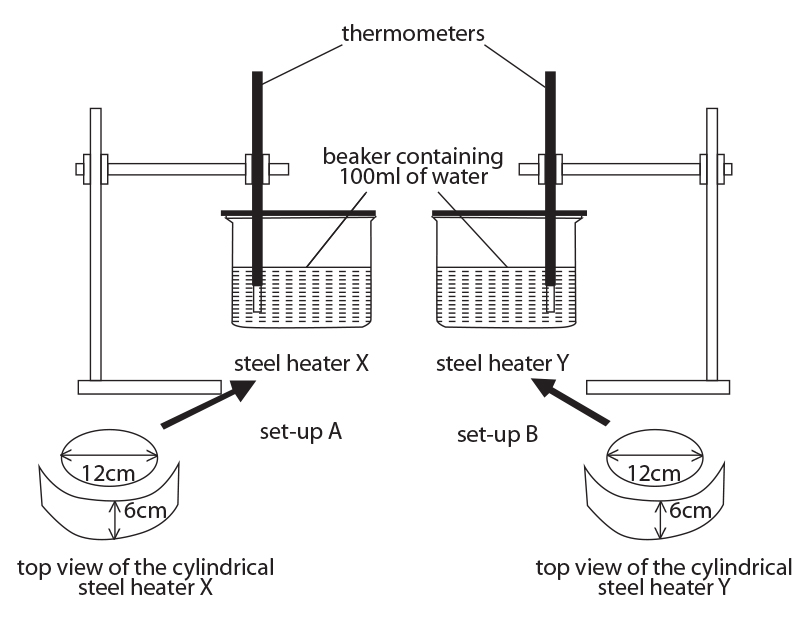 thermometers
beaker containing
100ml of water
steel heater X
steel heater Y
set-up A
set-up B
12cm
6cm
12cm
6cm
top view of the cylindrical
steel heater X
top view of the cylindrical
steel heater Y